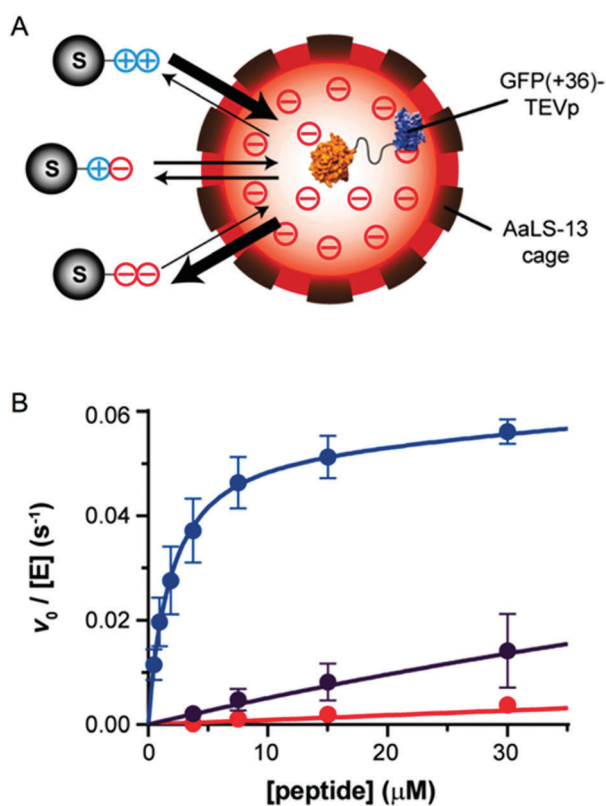 A
S
++
GFP(+36)-
TEVp
S
+−
AaLS-13
cage
S
−−
B
0.06
0.04
0.02
0.00
v0 / [E] (s-1)
0
10
20
30
[peptide] (μM)